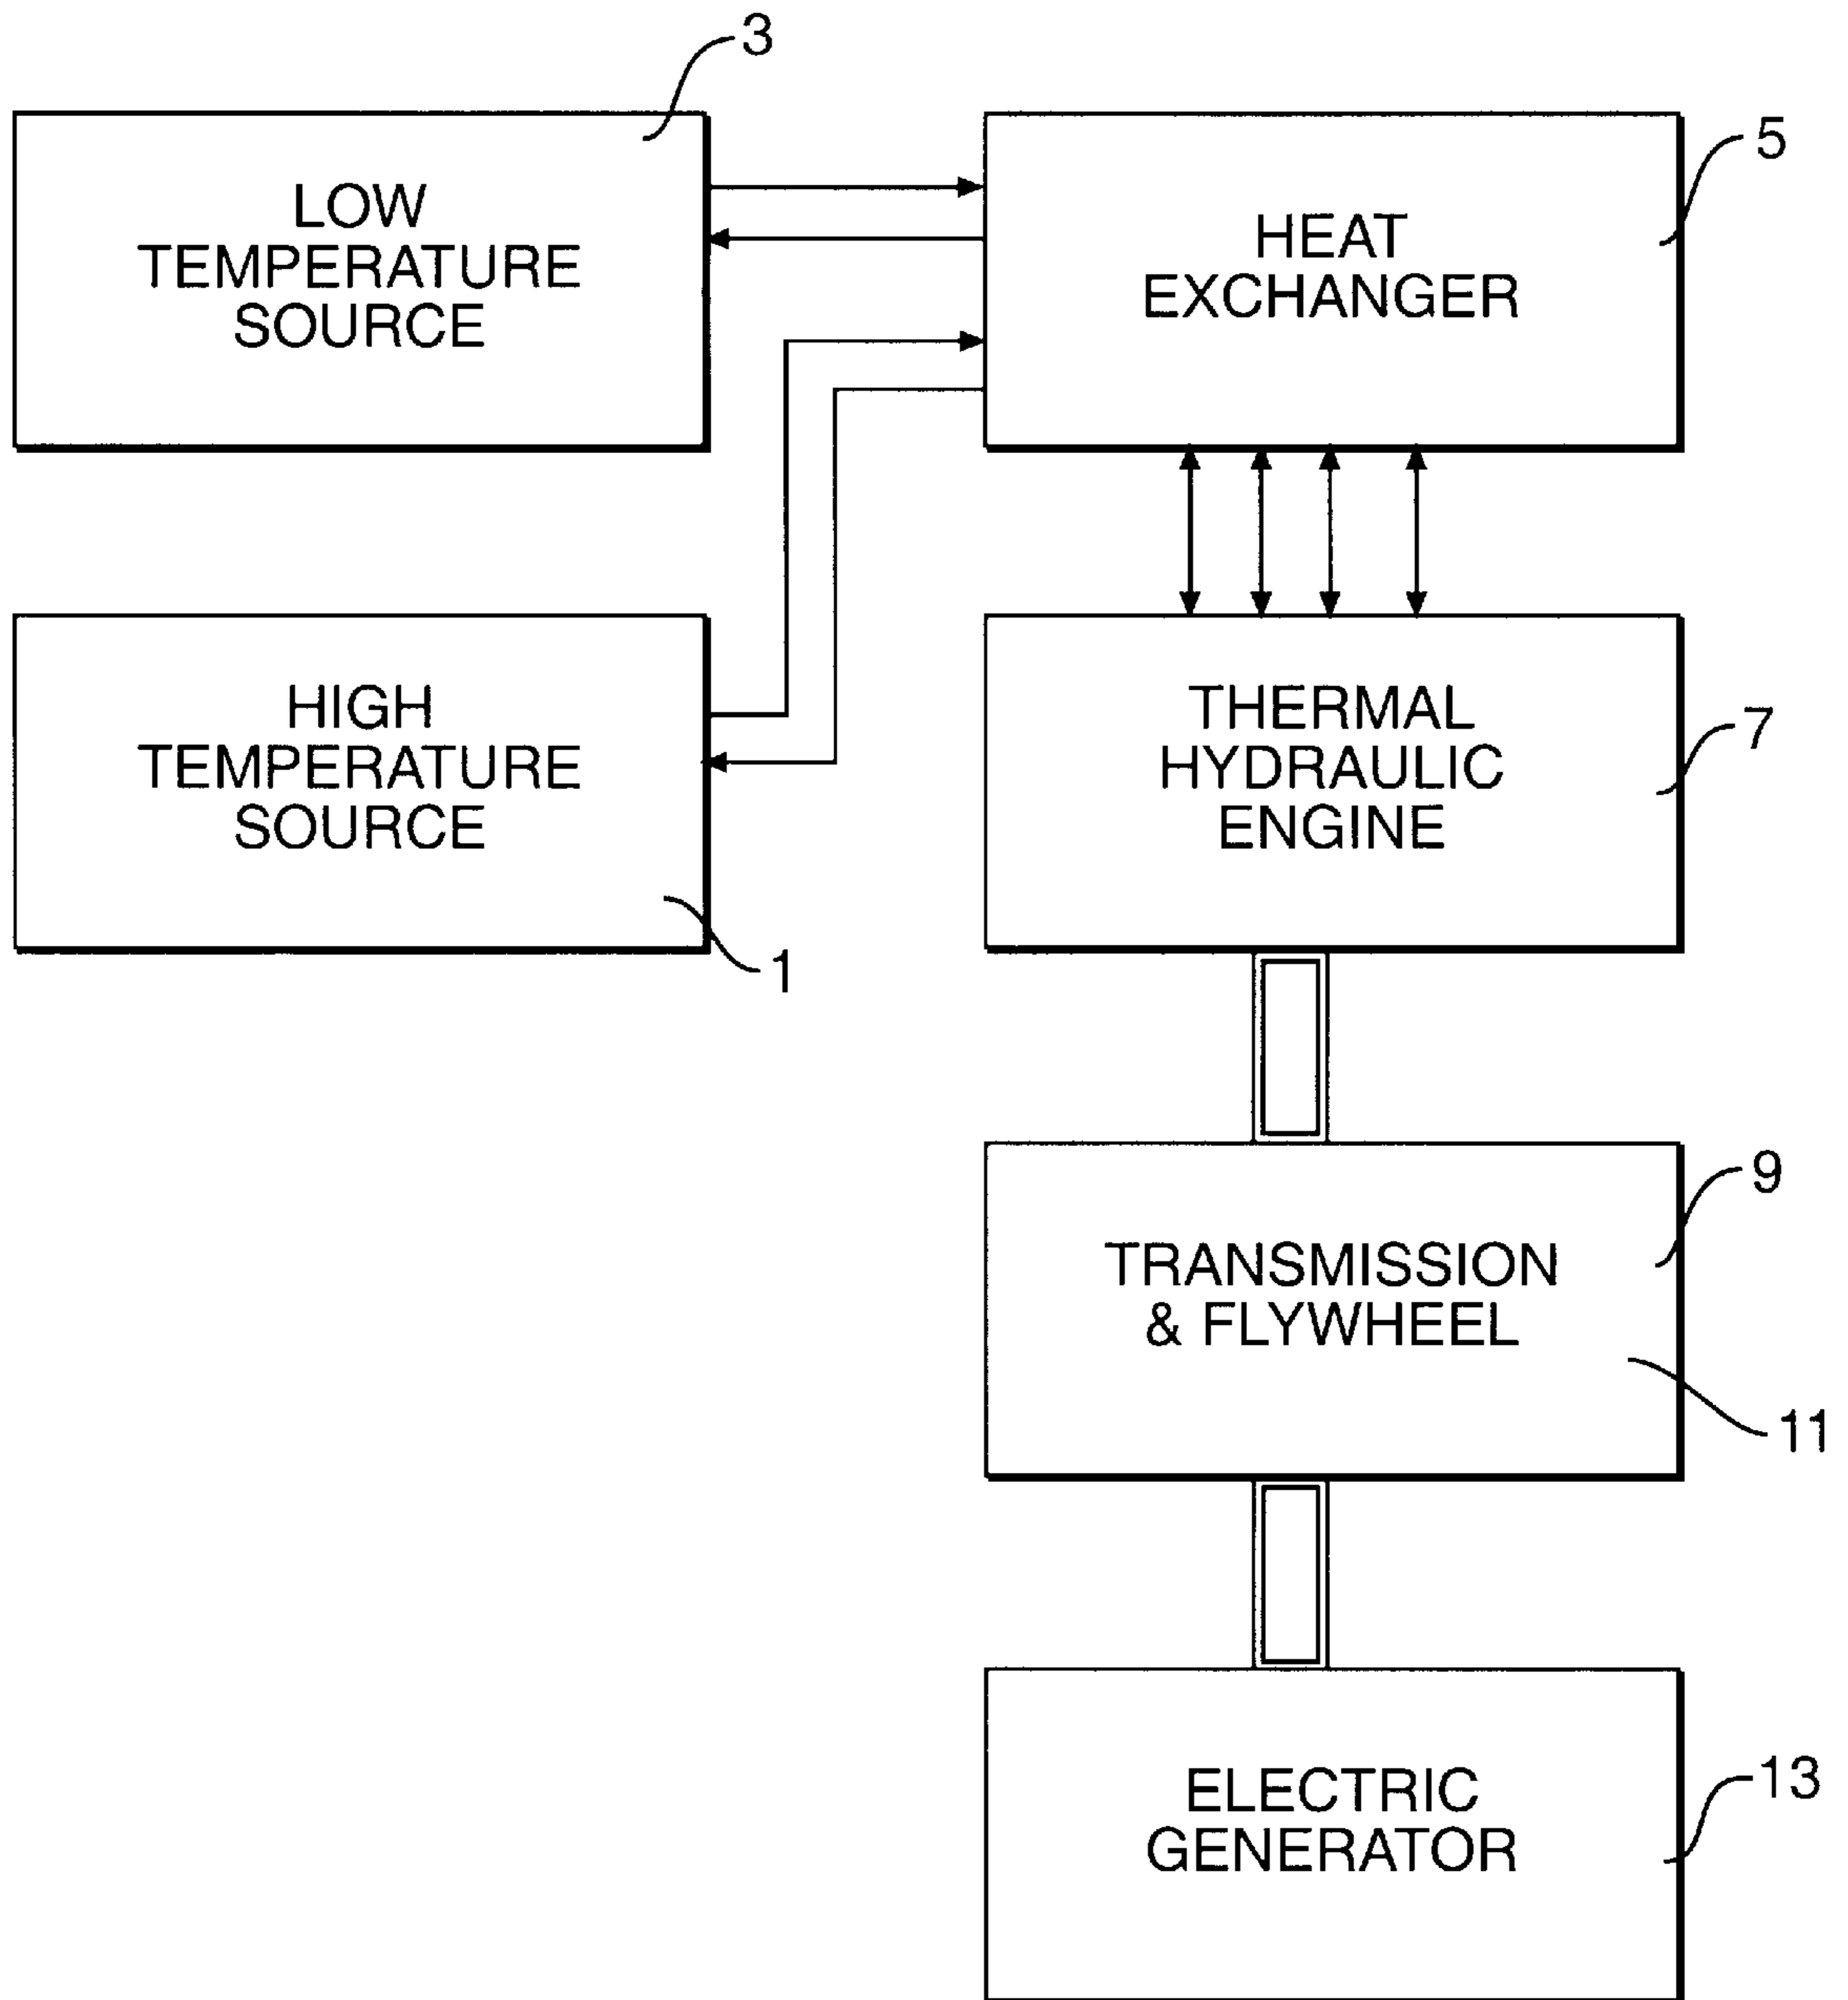 3
LOW
TEMPERATURE
SOURCE
HEAT
EXCHANGER
5
HIGH
TEMPERATURE
SOURCE
1
THERMAL
HYDRAULIC
ENGINE
7
TRANSMISSION
& FLYWHEEL
9
11
ELECTRIC
GENERATOR
13